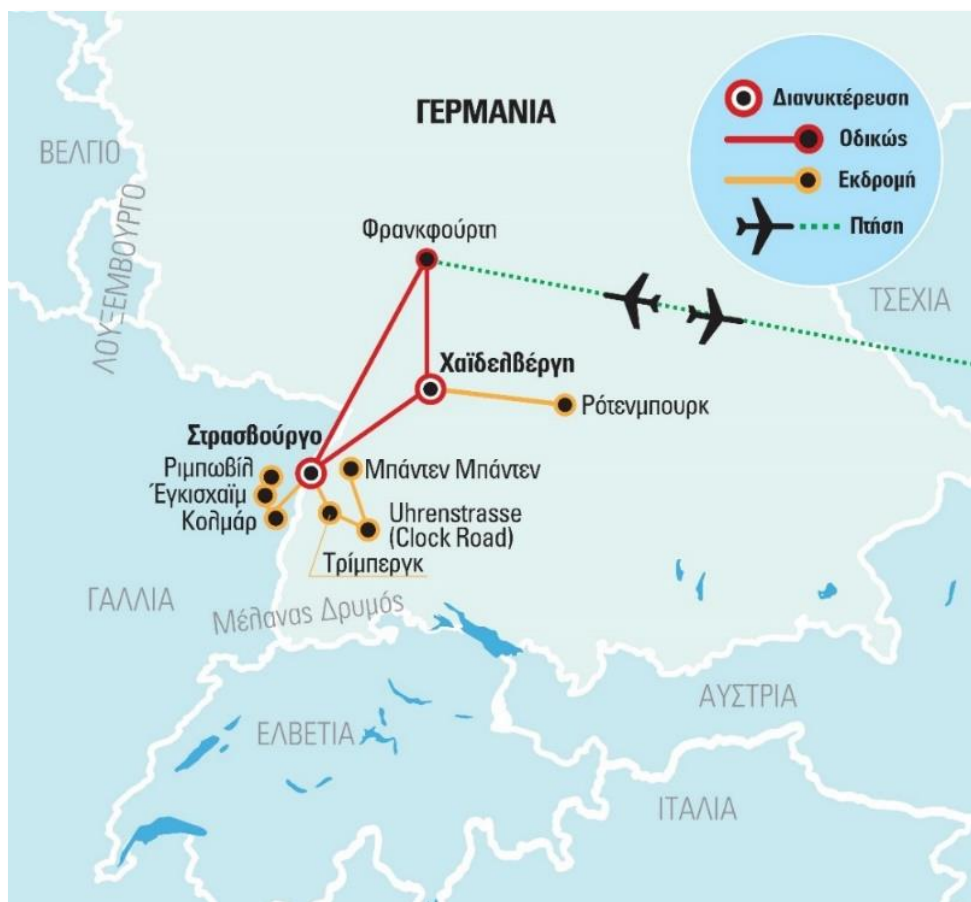 ΓΕΡΜΑΝΙΑ
Διανυκτέρευση
Οδικώς
Εκδρομή
Πτήση
ΒΕΛΓΙΟ
ΛΟΥΞΕΜΒΟΥΡΓΟ
Φρανκφούρτη
ΤΣΕΧΙΑ
Χαϊδελβέργη
Ρότενμπουρκ
Στρασβούργο
Ριμπωβίλ
Έγκισχαϊμ
Κολμάρ
Μπάντεν Μπάντεν
Uhrenstrasse
(Clock Road)
Τρίμπεργκ
ΓΑΛΛΙΑ
Μέλανας Δρυμός
ΕΛΒΕΤΙΑ
ΑΥΣΤΡΙΑ
ΙΤΑΛΙΑ